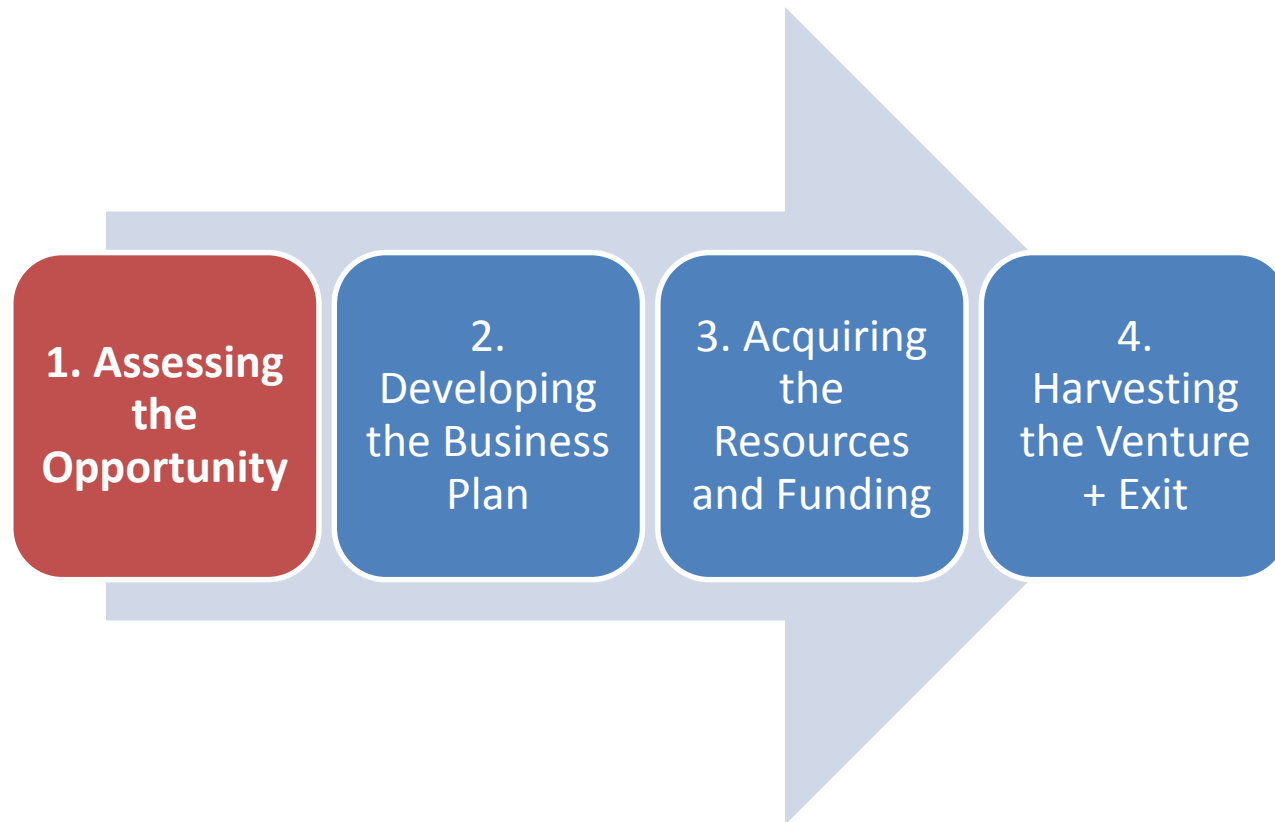 1. Assessing
the
Opportunity
2.
Developing
the Business
Plan
3. Acquiring
the
Resources
and Funding
4.
Harvesting
the Venture
+ Exit